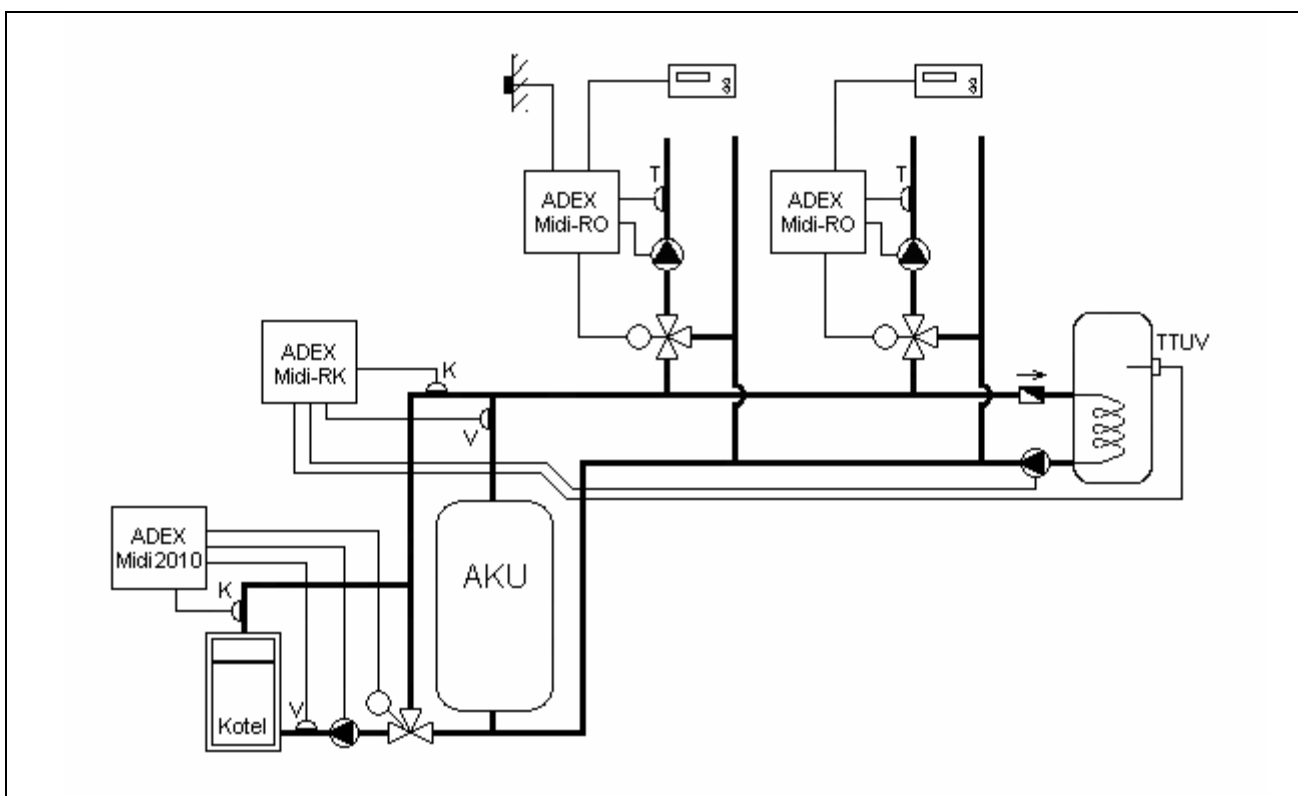 T
ADEX
Midi-RO
T
ADEX
Midi-RO
TTUV
ADEX
Midi-RK
K
V
ADEX
Midi2010
K
AKU
V
Kotel